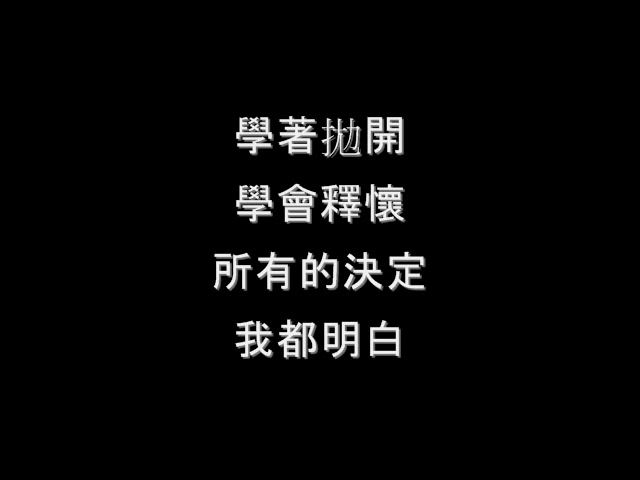 學著拋開
學會釋懷
所有的決定
我都明白